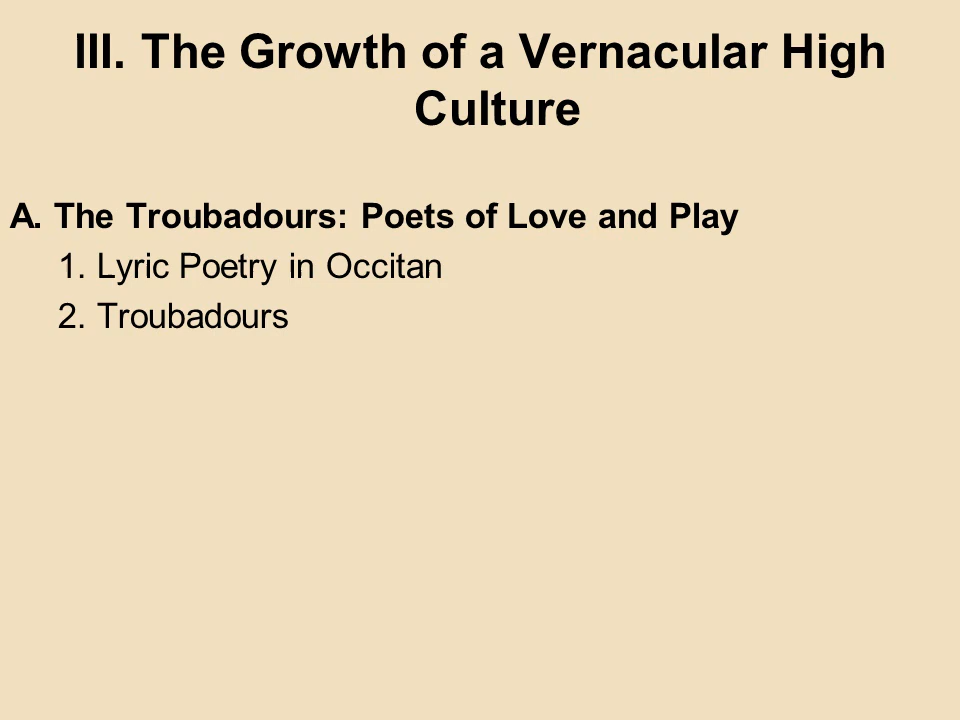 III. The Growth of a Vernacular High
Culture
A. The Troubadours: Poets of Love and Play
1. Lyric Poetry in Occitan
2. Troubadours